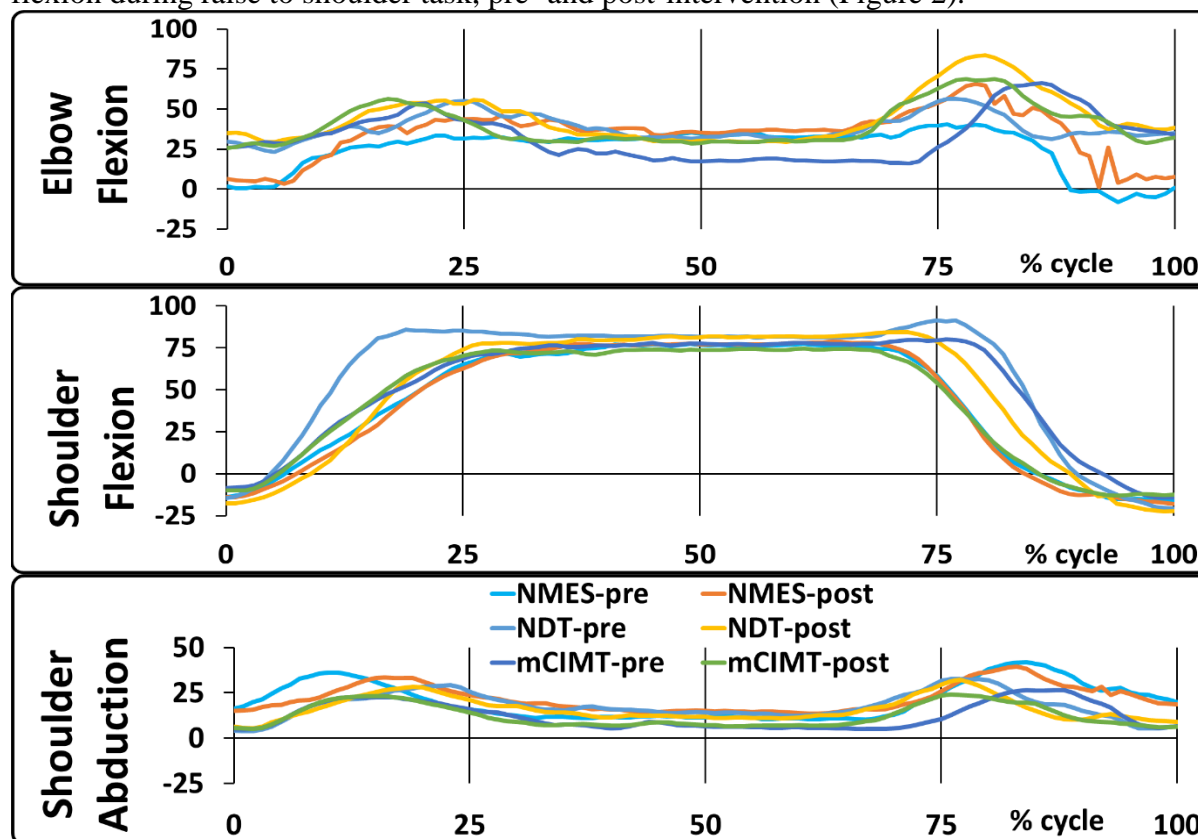 flexion during raise to shoulder task, pre- and post-intervention (Figure 2).
Elbow
Flexion
100
75
50
25
0
-25
0 25 50 75 % cycle 100
Shoulder
Flexion
100
75
50
25
0
-25
0 25 50 75 % cycle 100
Shoulder
Abduction
NMES-pre NMES-post
NDT-pre NDT-post
mCIMT-pre mCIMT-post
50
25
0
-25
0 25 50 75 % cycle 100